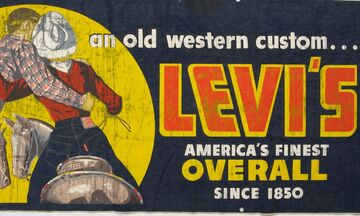 an old western custom...
LEVI'S
AMERICA'S FINEST
OVERALL
SINCE 1850